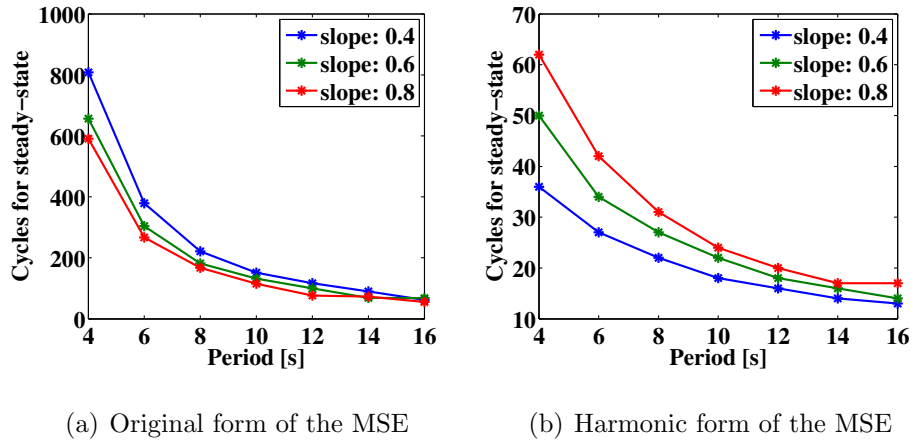 1000
800
600
400
200
0
Cycles for steady−state
slope: 0.4
slope: 0.6
slope: 0.8
4 6 8 10 12 14 16
Period [s]
(a) Original form of the MSE
70
60
50
40
30
20
10
Cycles for steady−state
slope: 0.4
slope: 0.6
slope: 0.8
4 6 8 10 12 14 16
Period [s]
(b) Harmonic form of the MSE